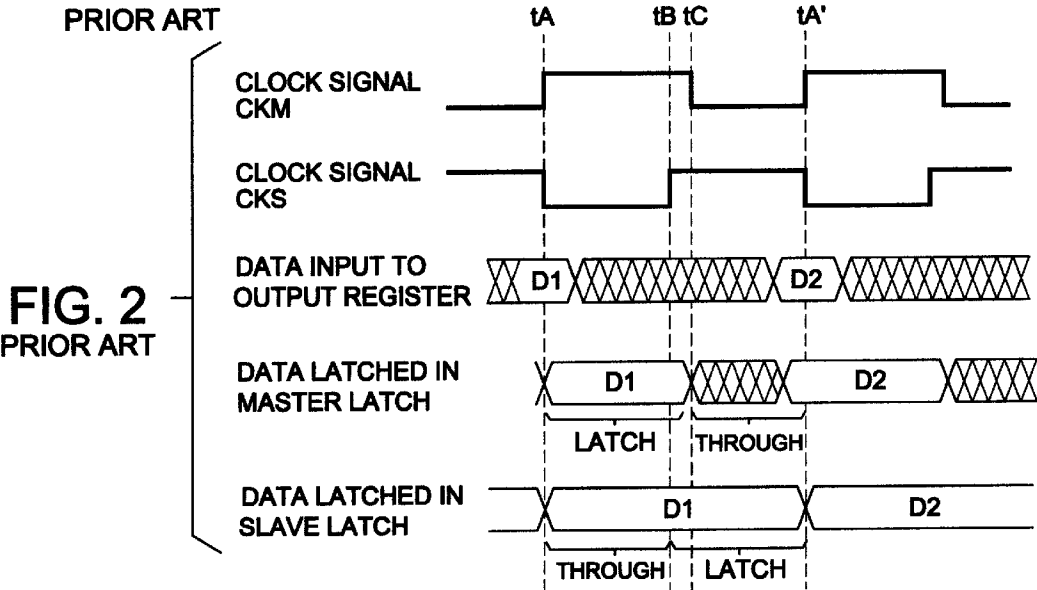 PRIOR ART
tA tB tC tA'
CLOCK SIGNAL
CKM
CLOCK SIGNAL
CKS
DATA INPUT TO
OUTPUT REGISTER
D1 D2
FIG. 2
PRIOR ART
DATA LATCHED IN
MASTER LATCH
D1 D2
LATCH THROUGH
DATA LATCHED IN
SLAVE LATCH
D1 D2
THROUGH LATCH